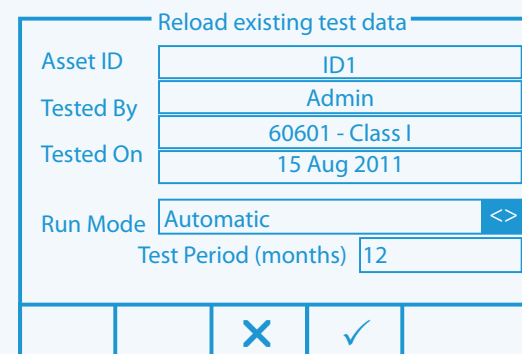 Reload existing test data
Asset ID
ID1
Tested By
Admin
60601 - Class I
Tested On
15 Aug 2011
Run Mode
Automatic
<>
Test Period (months)
12